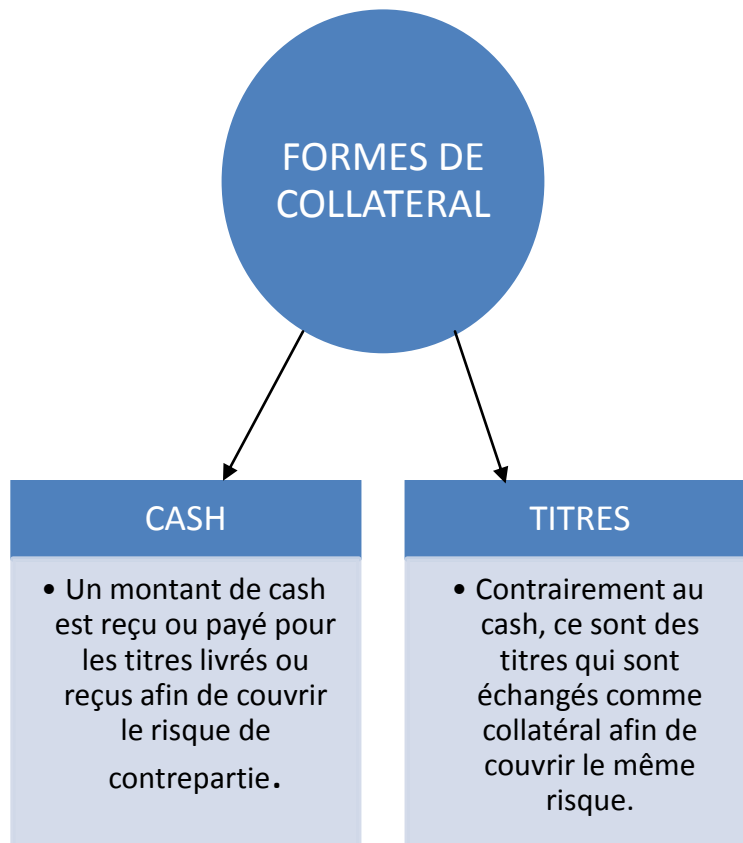 FORMES DE
COLLATERAL
CASH
• Un montant de cash
est reçu ou payé pour
les titres livrés ou
reçus afin de couvrir
le risque de
contrepartie.
TITRES
• Contrairement au
cash, ce sont des
titres qui sont
échangés comme
collatéral afin de
couvrir le même
risque.